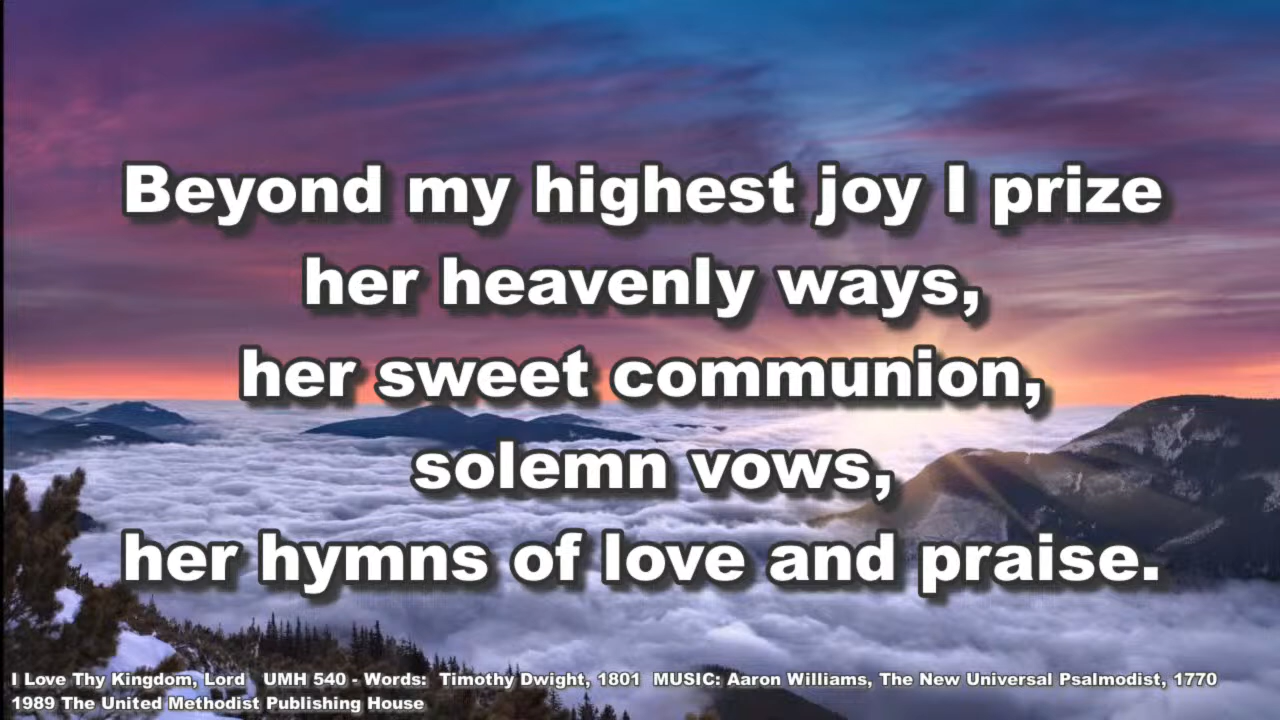 Beyond my highest joy I prize
her heavenly ways,
her sweet communion,
solemn vows,
her hymns of love and praise.
I Love Thy Kingdom, Lord   UMH 540 - Words:  Timothy Dwight, 1801  MUSIC: Aaron Williams, The New Universal Psalmodist, 1770
1989 The United Methodist Publishing House